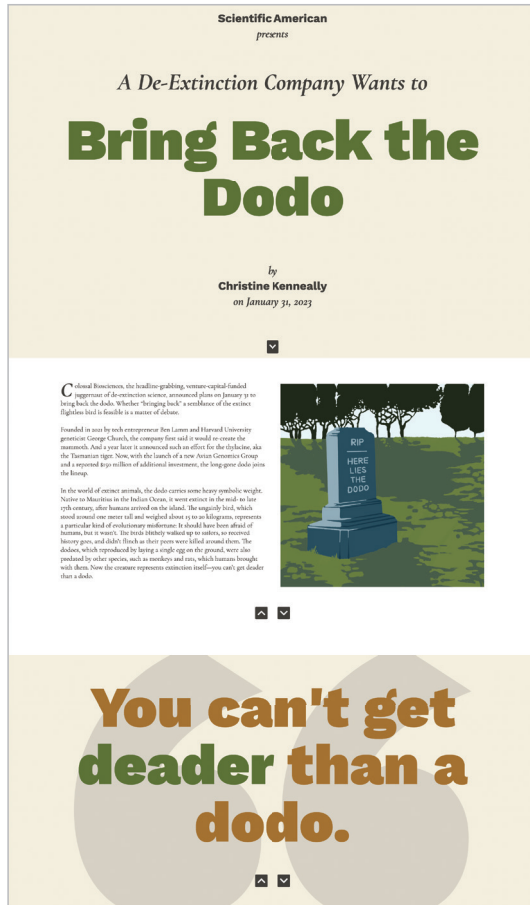 Scientific American
presents
A De-Extinction Company Wants to
Bring Back the
Dodo
by
Christine Kenneally
on January 31, 2023
Colossal Biosciences, the headline-grabbing, venture-capital-funded
juggernaut of de-extinction science, announced plans on January 31 to
bring back the dodo. Whether "bringing back" a semblance of the extinct
flightless bird is feasible is a matter of debate.
Founded in 2021 by tech entrepreneur Ben Lamm and Harvard University
geneticist George Church, the company first said it would re-create the
mammoth. And a year later it announced such an effort for the thylacine, aka
the Tasmanian tiger. Now, with the launch of a new Avian Genomics Group
and a reported $150 million of additional investment, the long-gone dodo joins
the lineup.
In the world of extinct animals, the dodo carries some heavy symbolic weight.
Native to Mauritius in the Indian Ocean, it went extinct in the mid- to late
17th century, after humans arrived on the island. The ungainly bird, which
stood around one meter tall and weighed about 15 to 20 kilograms, represents
a particular kind of evolutionary misfortune: It should have been afraid of
humans, but it wasn't. The birds blithely walked up to sailors, so received
history goes, and didn't flinch as their peers were killed around them. The
dodoes, which reproduced by laying a single egg on the ground, were also
predated by other species, such as monkeys and rats, which humans brought
with them. Now the creature represents extinction itself—you can't get deader
than a dodo.
RIP
HERE
LIES
THE
DODO
You can't get
deader than a
dodo.